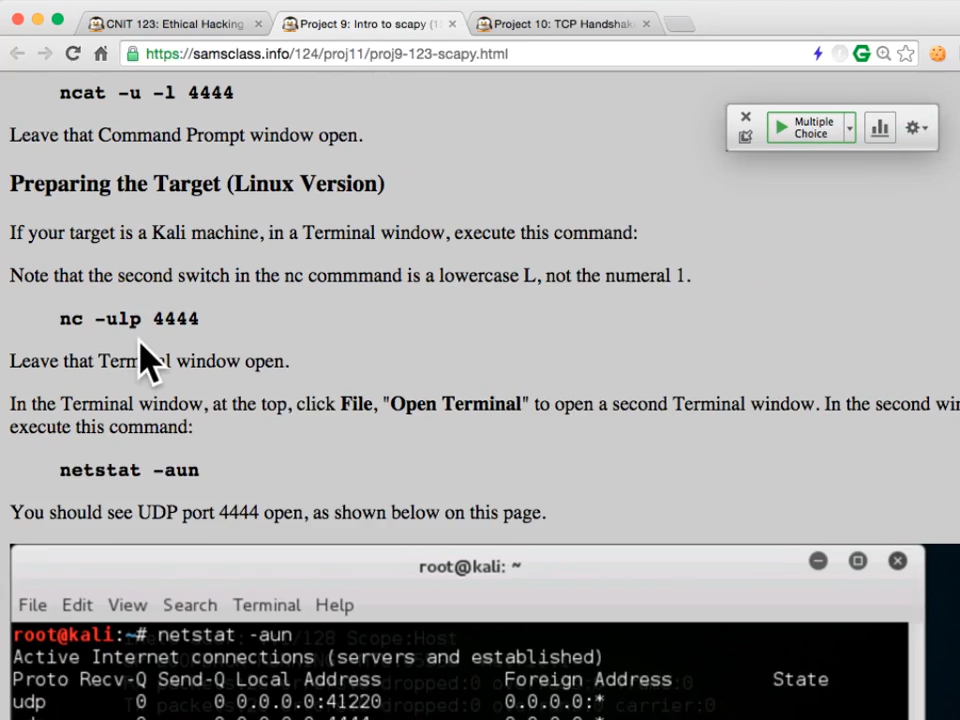 CNIT 123: Ethical Hacking
Project 9: Intro to scapy (1
Project 10: TCP Handshak
https://samsclass.info/124/proj11/proj9-123-scapy.html
ncat -u -l 4444
Leave that Command Prompt window open.
Multiple
Choice
Preparing the Target (Linux Version)
If your target is a Kali machine, in a Terminal window, execute this command:
Note that the second switch in the nc commmand is a lowercase L, not the numeral 1.
nc -ulp 4444
Leave that Terminal window open.
In the Terminal window, at the top, click File, "Open Terminal" to open a second Terminal window. In the second win
execute this command:
netstat -aun
You should see UDP port 4444 open, as shown below on this page.
root@kali: ~
File Edit View Search Terminal Help
root@kali:~# netstat -aun
Active Internet connections (servers and established)
Proto Recv-Q Send-Q Local Address Foreign Address State
udp 0 0 0.0.0.0:41220 0.0.0.0:*